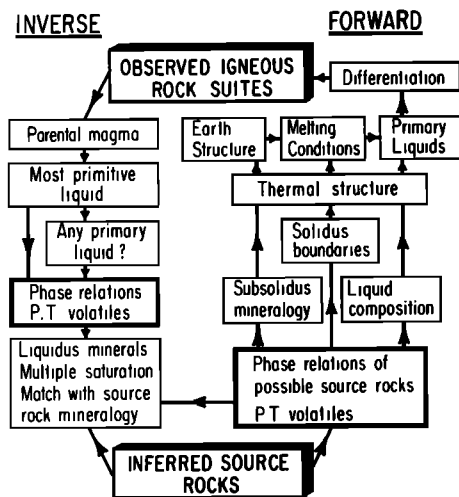 INVERSE
FORWARD
OBSERVED IGNEOUS
ROCK SUITES
Differentiation
Parental magma
Earth
Structure
Melting
Conditions
Primary
Liquids
Most primitive
liquid
Thermal structure
Any primary
liquid ?
Solidus
boundaries
Phase relations
P.T volatiles
Subsolidus
mineralogy
Liquid
composition
Liquidus minerals
Multiple saturation
Match with source
rock mineralogy
Phase relations of
possible source rocks
P T volatiles
INFERRED SOURCE
ROCKS